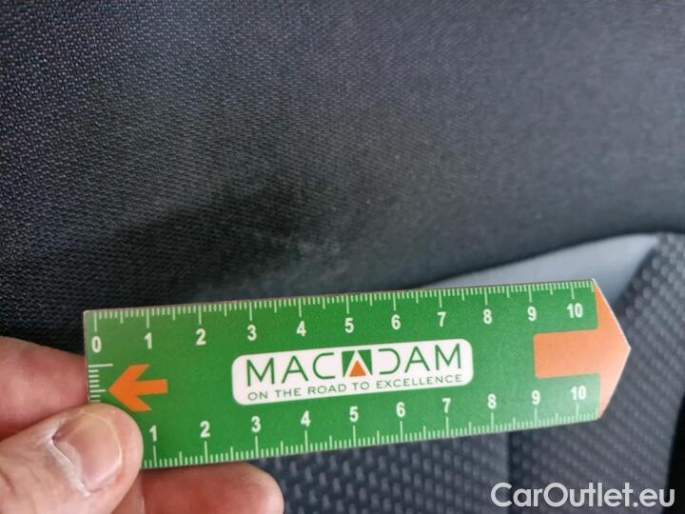 0 1 2 3 4 5 6 7 8 9 10
MACADAM
ON THE ROAD TO EXCELLENCE
1 2 3 4 5 6 7 8 9 10
CarOutlet.eu